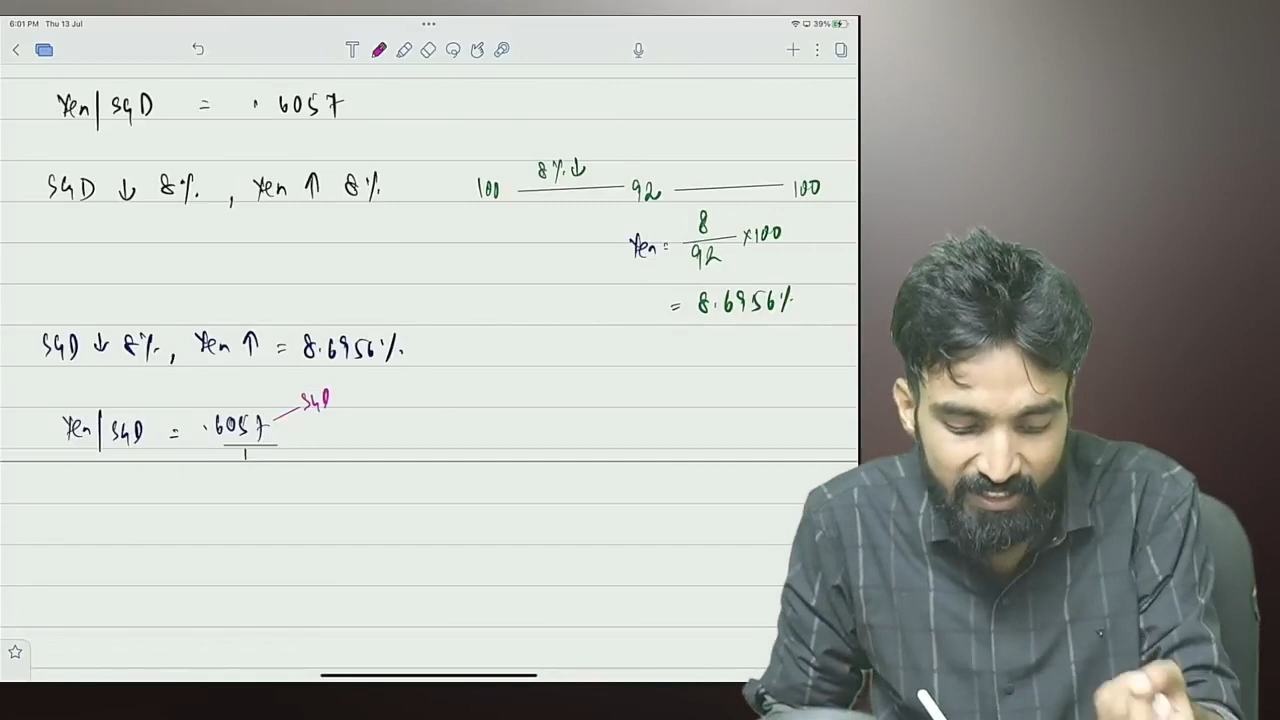 6:01 PM Thu 13 Jul
39%
T
Yen | SGD = .6057
SGD ↓ 8%, Yen ↑ 8%
100 8%↓ 92 100
Yen = 8/92 ×100
= 8.6956%
SGD ↓ 8%, Yen ↑ = 8.6956%.
Yen | SGD = .6057/1 SGD